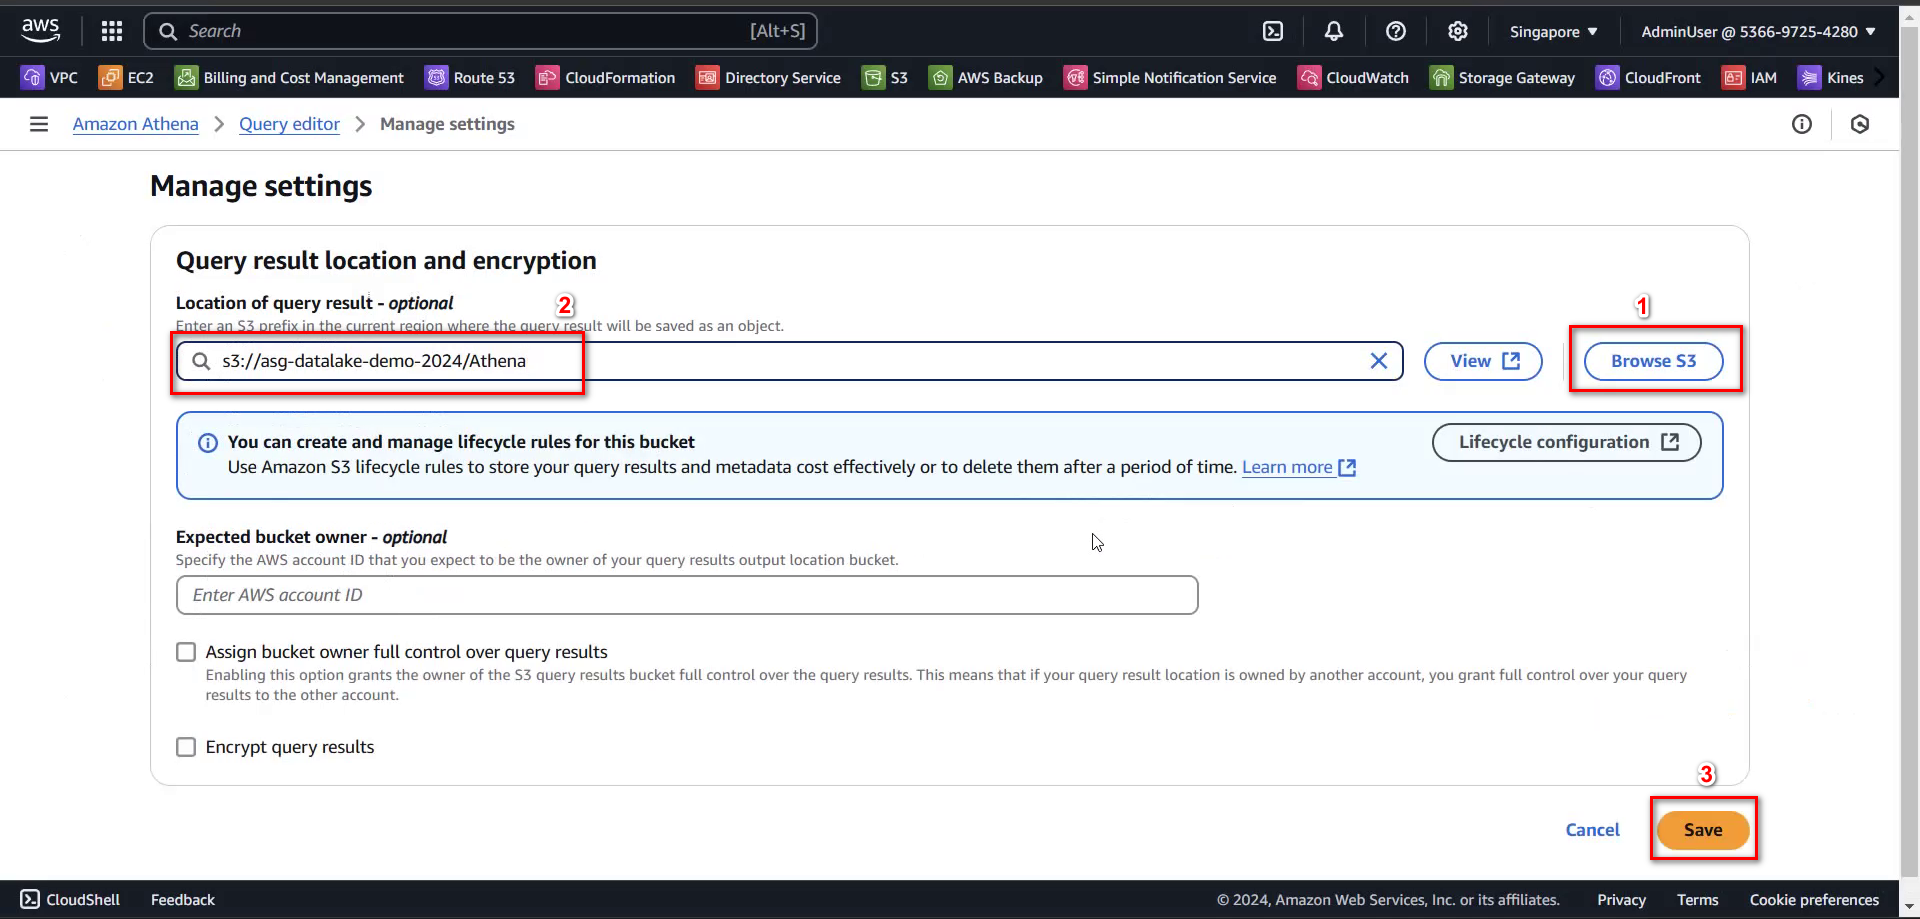 aws Search [Alt+S] Singapore AdminUser @ 5366-9725-4280
VPC EC2 Billing and Cost Management Route 53 CloudFormation Directory Service S3 AWS Backup Simple Notification Service CloudWatch Storage Gateway CloudFront IAM Kines
Amazon Athena Query editor Manage settings
Manage settings
Query result location and encryption
Location of query result - optional
2
1
Enter an S3 prefix in the current region where the query result will be saved as an object.
s3://asg-datalake-demo-2024/Athena View Browse S3
You can create and manage lifecycle rules for this bucket
Lifecycle configuration
Use Amazon S3 lifecycle rules to store your query results and metadata cost effectively or to delete them after a period of time. Learn more
Expected bucket owner - optional
Specify the AWS account ID that you expect to be the owner of your query results output location bucket.
Enter AWS account ID
Assign bucket owner full control over query results
Enabling this option grants the owner of the S3 query results bucket full control over the query results. This means that if your query result location is owned by another account, you grant full control over your query
results to the other account.
Encrypt query results
3
Cancel Save
CloudShell Feedback © 2024, Amazon Web Services, Inc. or its affiliates. Privacy Terms Cookie preferences